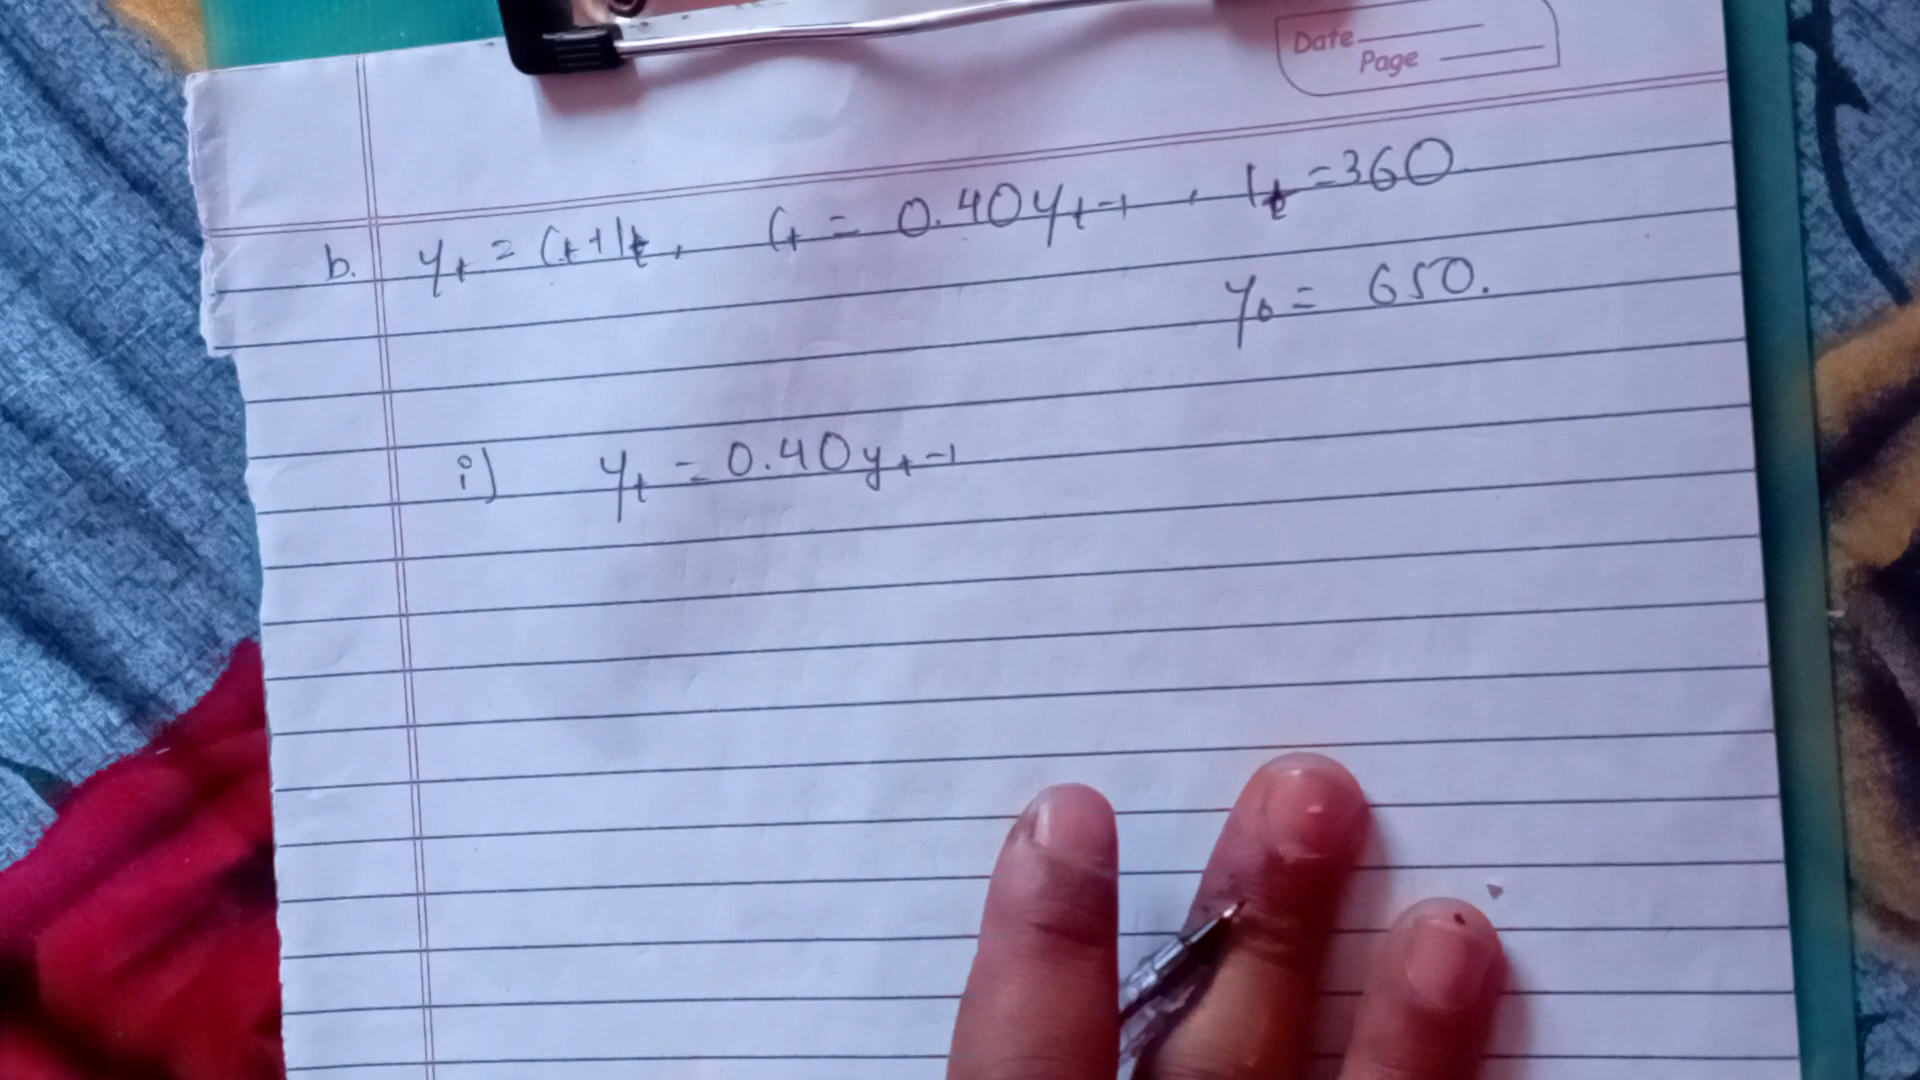 Date
Page
b. yt = Ct+It, Ct = 0.40yt-1, It = 360
y0 = 650.
i) yt = 0.40yt-1